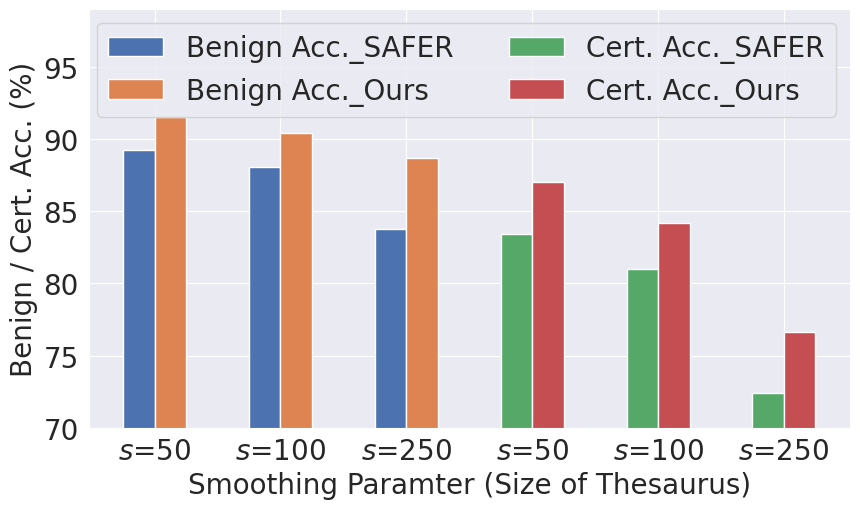 Benign Acc._SAFER
Benign Acc._Ours
Cert. Acc._SAFER
Cert. Acc._Ours
Benign / Cert. Acc. (%)
95
90
85
80
75
70
s=50 s=100 s=250 s=50 s=100 s=250
Smoothing Paramter (Size of Thesaurus)